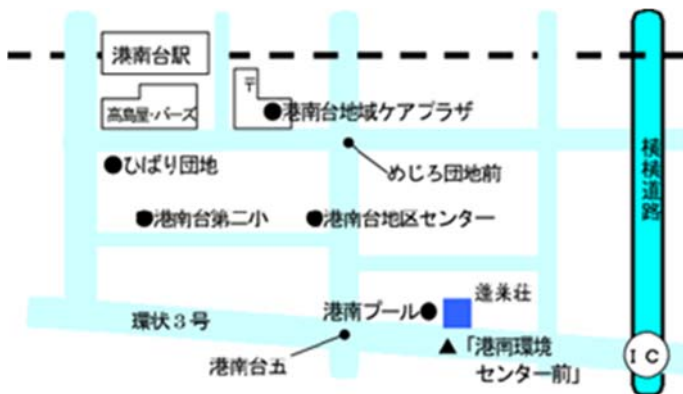 港南台駅
高島屋・バーズ
〒
港南台地域ケアプラザ
ひばり団地
めじろ団地前
港南台第二小
港南台地区センター
横横道路
蓬莱荘
港南プール
環状3号
港南台五
「港南環境
センター前」
IC